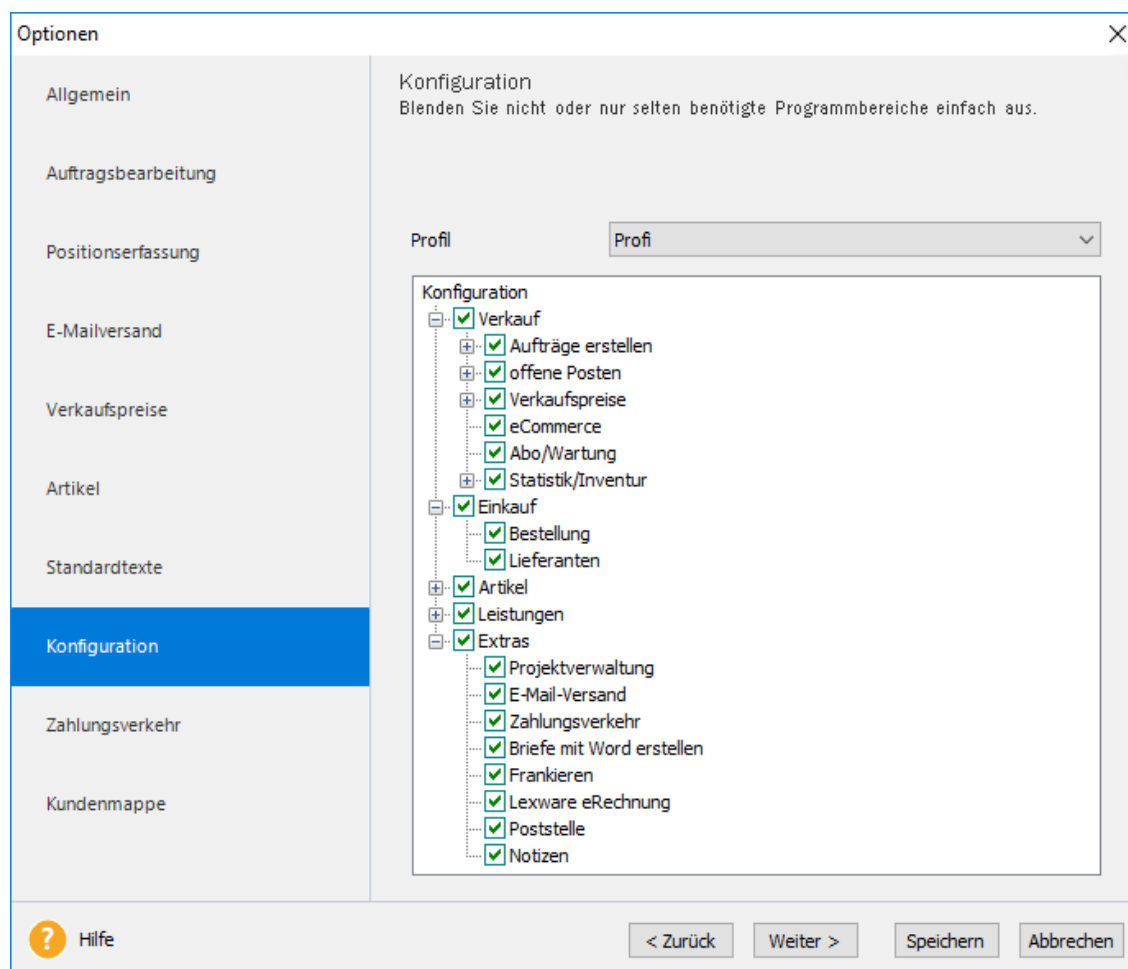 Optionen
Allgemein
Auftragsbearbeitung
Positionserfassung
E-Mailversand
Verkaufspreise
Artikel
Standardtexte
Konfiguration
Zahlungsverkehr
Kundenmappe
Konfiguration
Blenden Sie nicht oder nur selten benötigte Programmbereiche einfach aus.
Profil Profi
Konfiguration
Verkauf
Aufträge erstellen
offene Posten
Verkaufspreise
eCommerce
Abo/Wartung
Statistik/Inventur
Einkauf
Bestellung
Lieferanten
Artikel
Leistungen
Extras
Projektverwaltung
E-Mail-Versand
Zahlungsverkehr
Briefe mit Word erstellen
Frankieren
Lexware eRechnung
Poststelle
Notizen
? Hilfe < Zurück Weiter > Speichern Abbrechen